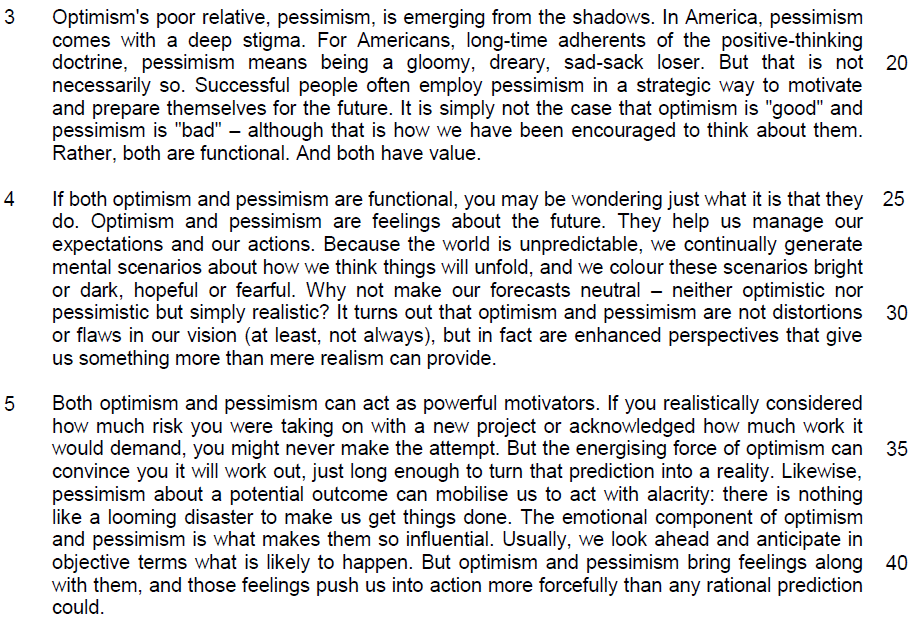 3 Optimism's poor relative, pessimism, is emerging from the shadows. In America, pessimism
comes with a deep stigma. For Americans, long-time adherents of the positive-thinking
doctrine, pessimism means being a gloomy, dreary, sad-sack loser. But that is not 20
necessarily so. Successful people often employ pessimism in a strategic way to motivate
and prepare themselves for the future. It is simply not the case that optimism is "good" and
pessimism is "bad" – although that is how we have been encouraged to think about them.
Rather, both are functional. And both have value.
4 If both optimism and pessimism are functional, you may be wondering just what it is that they 25
do. Optimism and pessimism are feelings about the future. They help us manage our
expectations and our actions. Because the world is unpredictable, we continually generate
mental scenarios about how we think things will unfold, and we colour these scenarios bright
or dark, hopeful or fearful. Why not make our forecasts neutral – neither optimistic nor
pessimistic but simply realistic? It turns out that optimism and pessimism are not distortions 30
or flaws in our vision (at least, not always), but in fact are enhanced perspectives that give
us something more than mere realism can provide.
5 Both optimism and pessimism can act as powerful motivators. If you realistically considered
how much risk you were taking on with a new project or acknowledged how much work it
would demand, you might never make the attempt. But the energising force of optimism can 35
convince you it will work out, just long enough to turn that prediction into a reality. Likewise,
pessimism about a potential outcome can mobilise us to act with alacrity: there is nothing
like a looming disaster to make us get things done. The emotional component of optimism
and pessimism is what makes them so influential. Usually, we look ahead and anticipate in
objective terms what is likely to happen. But optimism and pessimism bring feelings along 40
with them, and those feelings push us into action more forcefully than any rational prediction
could.